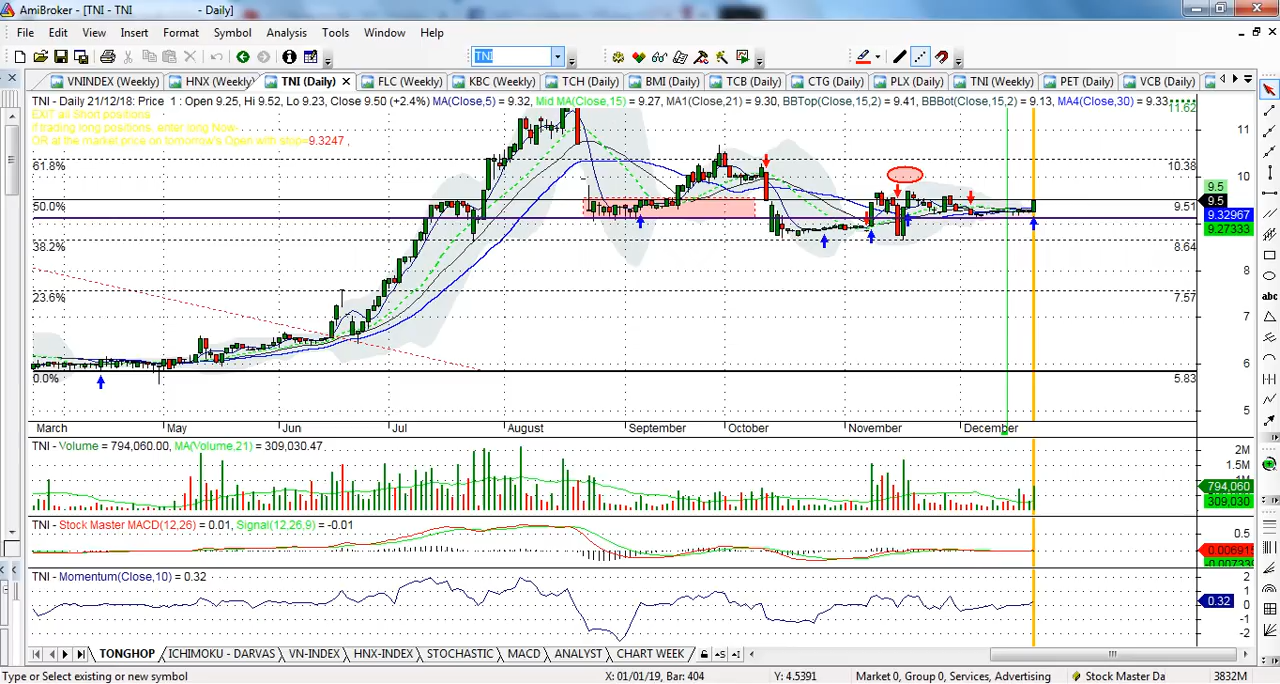 AmiBroker - [TNI - TNI - Daily]
File Edit View Insert Format Symbol Analysis Tools Window Help
TNI
VNINDEX (Weekly) HNX (Weekly) TNI (Daily) FLC (Weekly) KBC (Weekly) TCH (Daily) BMI (Daily) TCB (Daily) CTG (Daily) PLX (Daily) TNI (Weekly) PET (Daily) VCB (Daily)
TNI - Daily 21/12/18: Price 1 : Open 9.25, Hi 9.52, Lo 9.23, Close 9.50 (+2.4%) MA(Close,5) = 9.32, Mid MA(Close,15) = 9.27, MA1(Close,21) = 9.30, BBTop(Close,15,2) = 9.41, BBBot(Close,15,2) = 9.13, MA4(Close,30) = 9.33
11.62
EXIT all Short positions
if trading long positions, enter long Now-
OR at the market price on tomorrow's Open with stop=9.3247 ,
11
61.8%
10.38
10
9.5
50.0%
9.51
9.5
9.32967
9.27333
38.2%
8.64
8
23.6%
7.57
7
6
0.0%
5.83
5
March May Jun Jul August September October November December
TNI - Volume = 794,060.00, MA(Volume,21) = 309,030.47
2M
1.5M
794,060
309,030
TNI - Stock Master MACD(12,26) = 0.01, Signal(12,26,9) = -0.01
0.5
0.006915
TNI - Momentum(Close,10) = 0.32
2
1
0.32
0
-1
-2
TONGHOP ICHIMOKU - DARVAS VN-INDEX HNX-INDEX STOCHASTIC MACD ANALYST CHART WEEK
Type or Select existing or new symbol X: 01/01/19, Bar: 404 Y: 4.5391 Market 0, Group 0, Services, Advertising Stock Master Da 3832M